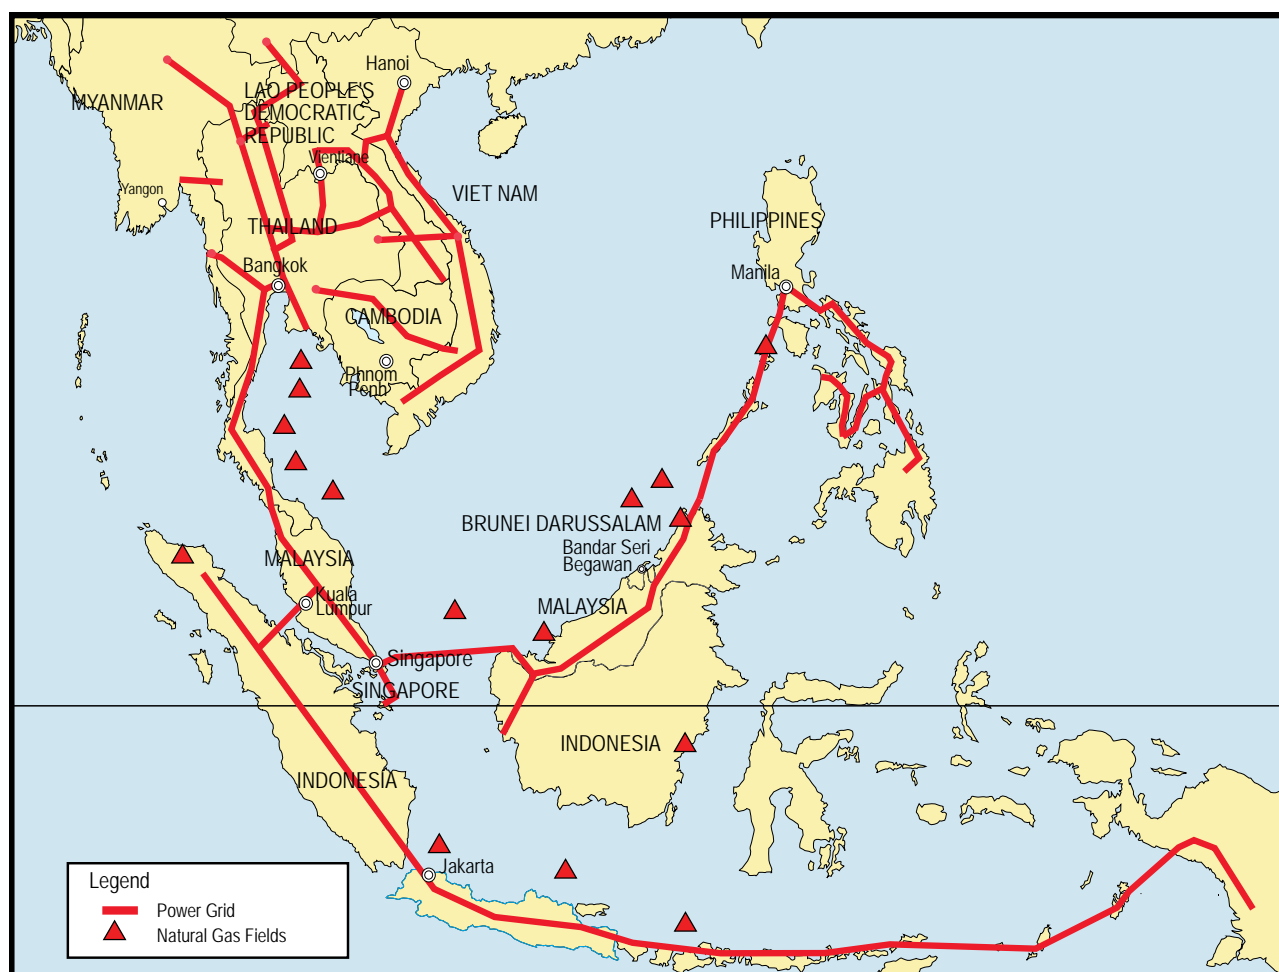 Hanoi
MYANMAR
LAO PEOPLE'S
DEMOCRATIC
REPUBLIC
Vientiane
Yangon
VIET NAM
THAILAND
PHILIPPINES
Bangkok
Manila
CAMBODIA
Phnom
Penh
BRUNEI DARUSSALAM
Bandar Seri
Begawan
MALAYSIA
Kuala
Lumpur
MALAYSIA
Singapore
SINGAPORE
INDONESIA
INDONESIA
Jakarta
Legend
Power Grid
Natural Gas Fields